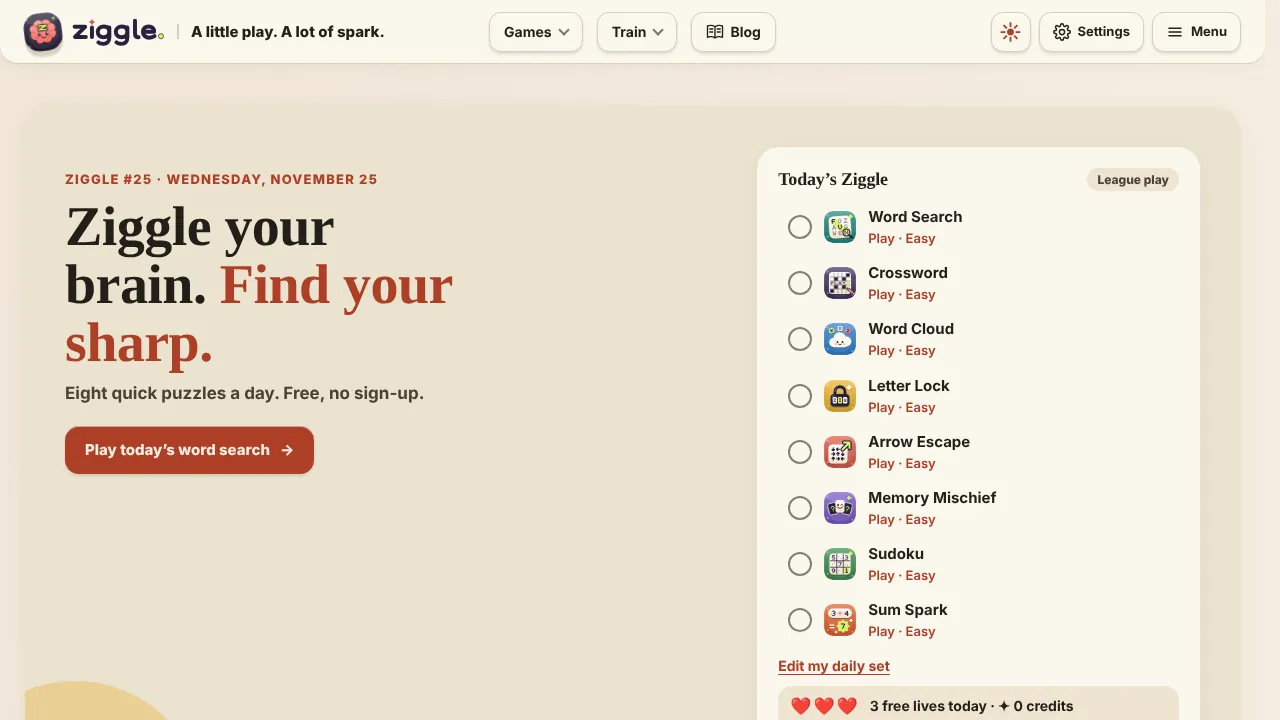 ziggle.
A little play. A lot of spark.
Games
Train
Blog
Settings
Menu
ZIGGLE #25 · WEDNESDAY, NOVEMBER 25
Ziggle your
brain. Find your
sharp.
Eight quick puzzles a day. Free, no sign-up.
Play today’s word search →
Today’s Ziggle
League play
Word Search
Play · Easy
Crossword
Play · Easy
Word Cloud
Play · Easy
Letter Lock
Play · Easy
Arrow Escape
Play · Easy
Memory Mischief
Play · Easy
Sudoku
Play · Easy
Sum Spark
Play · Easy
Edit my daily set
3 free lives today · ✦ 0 credits